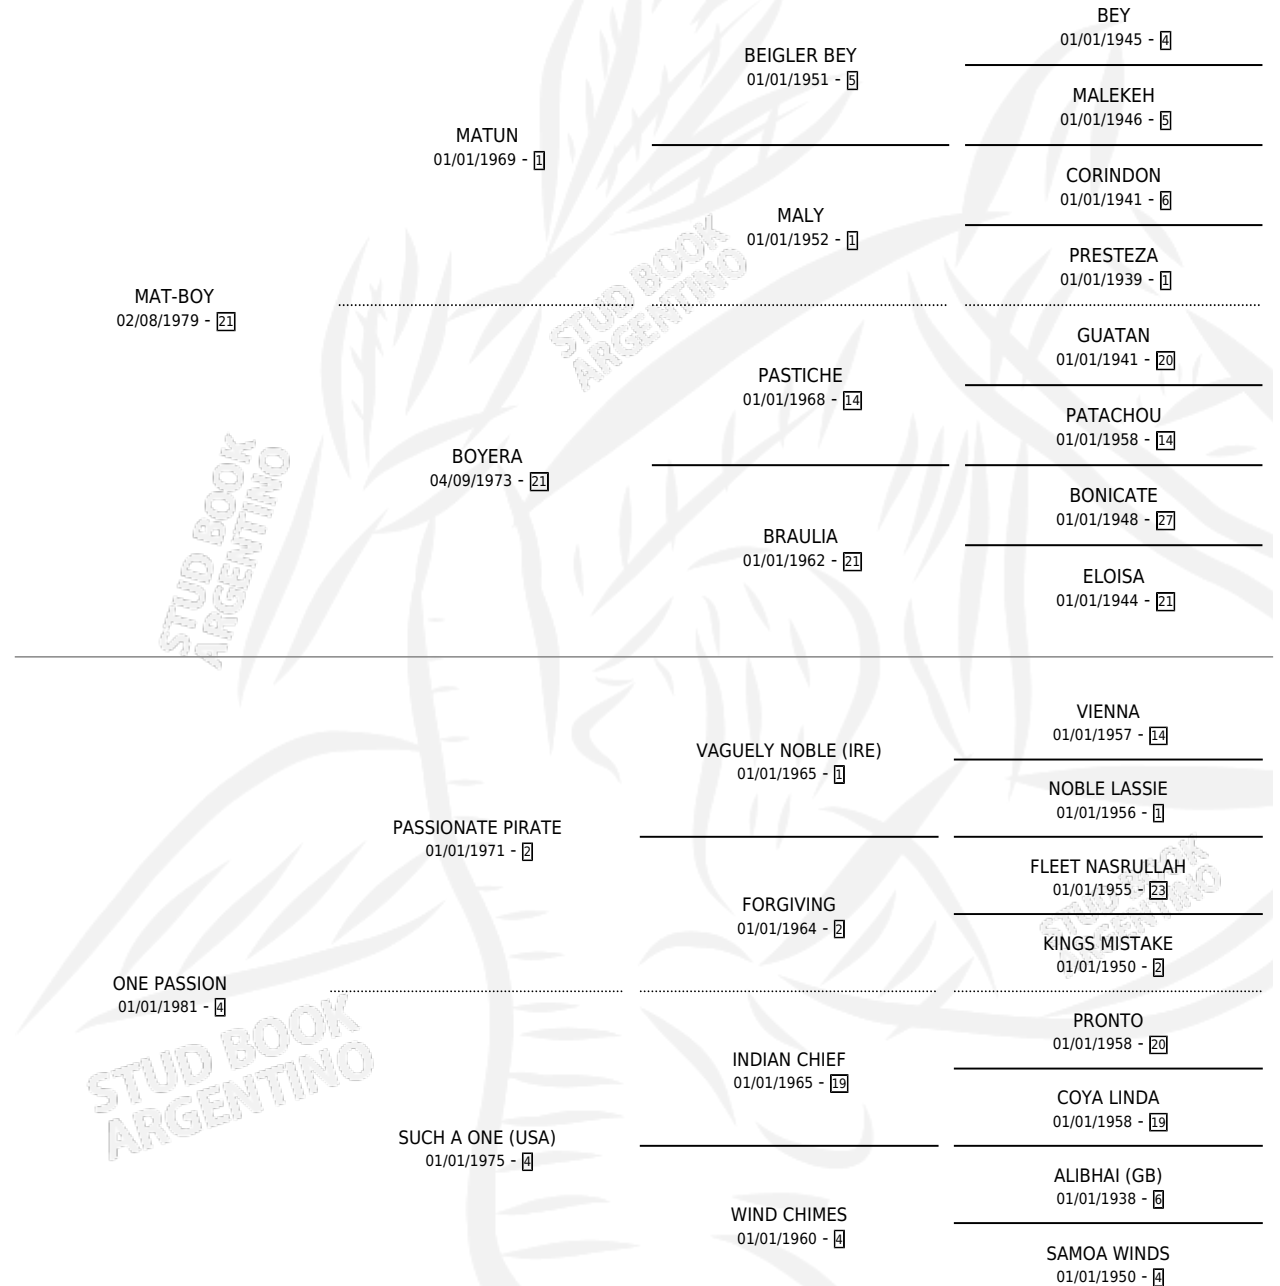 BEY
01/01/1945 - 4
BEIGLER BEY
01/01/1951 - 5
MALEKEH
01/01/1946 - 5
MATUN
01/01/1969 - 1
CORINDON
01/01/1941 - 6
MALY
01/01/1952 - 1
PRESTEZA
01/01/1939 - 1
MAT-BOY
02/08/1979 - 21
GUATAN
01/01/1941 - 20
PASTICHE
01/01/1968 - 14
PATACHOU
01/01/1958 - 14
BOYERA
04/09/1973 - 21
BONICATE
01/01/1948 - 27
BRAULIA
01/01/1962 - 21
ELOISA
01/01/1944 - 21
STUD BOOK
ARGENTINO
STUD BOOK
ARGENTINO
VIENNA
01/01/1957 - 14
VAGUELY NOBLE (IRE)
01/01/1965 - 1
NOBLE LASSIE
01/01/1956 - 1
PASSIONATE PIRATE
01/01/1971 - 2
FLEET NASRULLAH
01/01/1955 - 23
FORGIVING
01/01/1964 - 2
KINGS MISTAKE
01/01/1950 - 2
ONE PASSION
01/01/1981 - 4
PRONTO
01/01/1958 - 20
INDIAN CHIEF
01/01/1965 - 19
COYA LINDA
01/01/1958 - 19
SUCH A ONE (USA)
01/01/1975 - 4
ALIBHAI (GB)
01/01/1938 - 6
WIND CHIMES
01/01/1960 - 4
SAMOA WINDS
01/01/1950 - 4
STUD BOOK
ARGENTINO
STUD BOOK
ARGENTINO